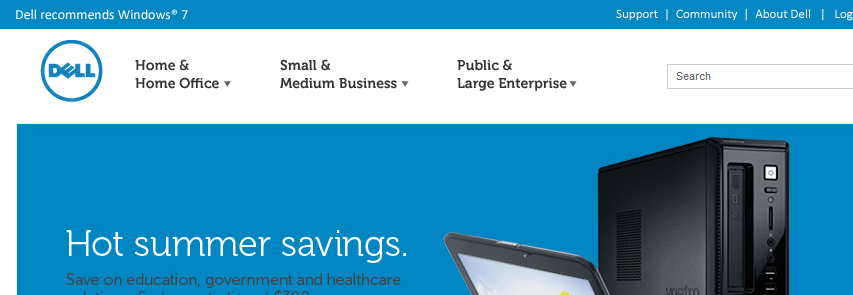 Dell recommends Windows® 7
Support | Community | About Dell | Log
DELL
Home &
Home Office
Small &
Medium Business
Public &
Large Enterprise
Search
Hot summer savings.
Save on education, government and healthcare
vostro